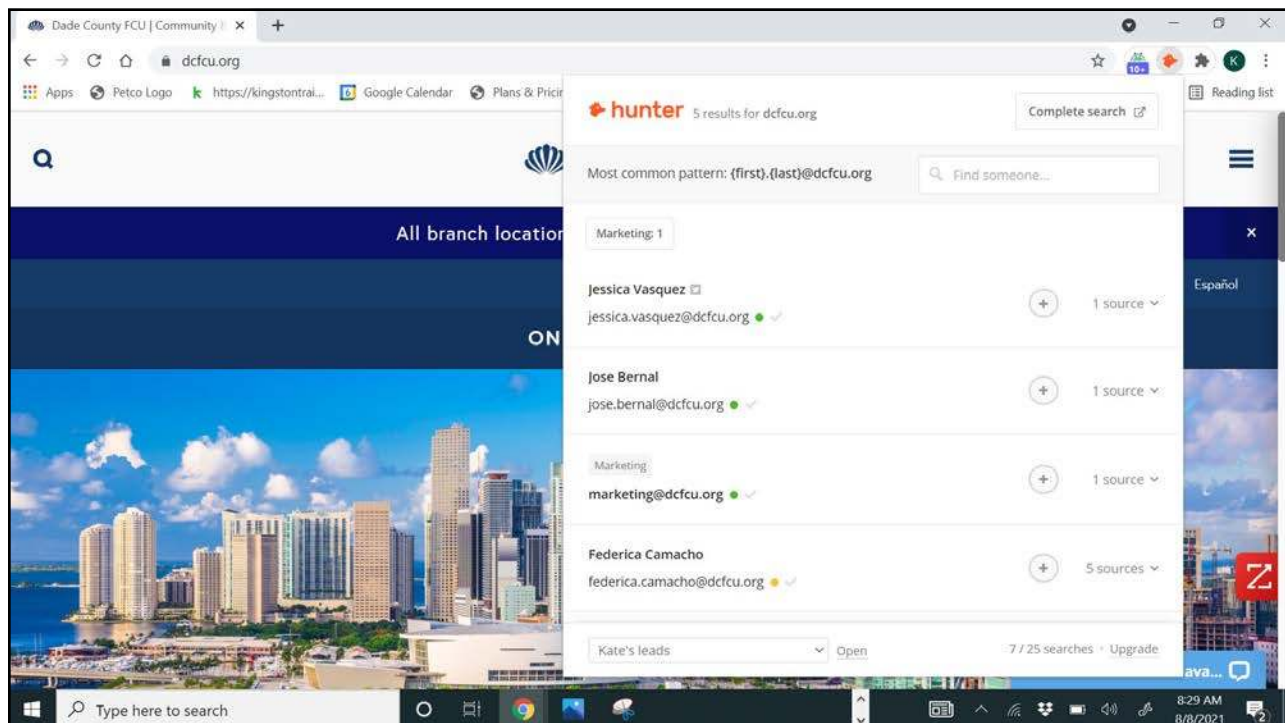 Dade County FCU | Community
dcfcu.org
10+
K
Apps Petco Logo k https://kingstontrai... 6 Google Calendar Plans & Pricin
Reading list
hunter 5 results for dcfcu.org
Complete search
Most common pattern: {first}.{last}@dcfcu.org
Find someone...
All branch location
Marketing: 1
Español
Jessica Vasquez
jessica.vasquez@dcfcu.org
1 source
ON
Jose Bernal
jose.bernal@dcfcu.org
1 source
Marketing
marketing@dcfcu.org
1 source
Federica Camacho
federica.camacho@dcfcu.org
5 sources
Kate's leads
Open
7 / 25 searches · Upgrade
ava...
Type here to search
8:29 AM
8/8/2021
2